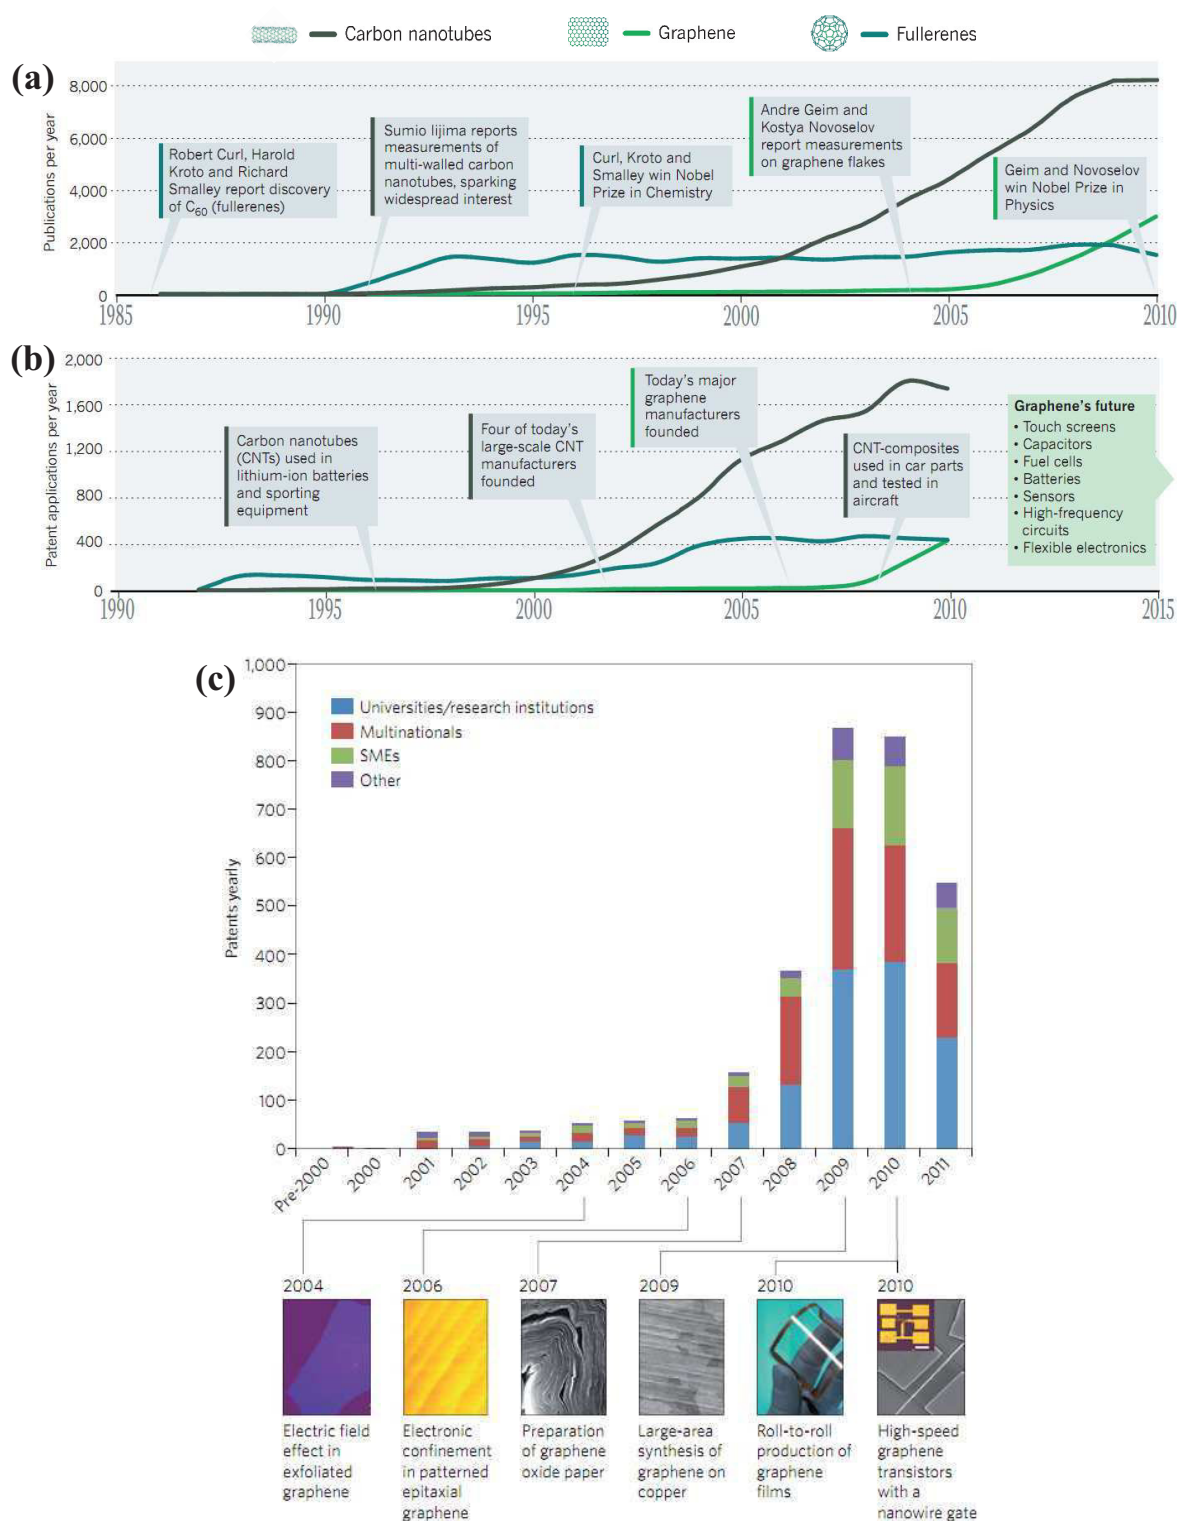 Carbon nanotubes
Graphene
Fullerenes
(a)
Publications per year
8,000
6,000
4,000
2,000
0
Robert Curl, Harold
Kroto and Richard
Smalley report discovery
of C60 (fullerenes)
Sumio Iijima reports
measurements of
multi-walled carbon
nanotubes, sparking
widespread interest
Curl, Kroto and
Smalley win Nobel
Prize in Chemistry
Andre Geim and
Kostya Novoselov
report measurements
on graphene flakes
Geim and Novoselov
win Nobel Prize in
Physics
1985
1990
1995
2000
2005
2010
(b)
Patent applications per year
2,000
1,600
1,200
800
400
0
Carbon nanotubes
(CNTs) used in
lithium-ion batteries
and sporting
equipment
Four of today's
large-scale CNT
manufacturers
founded
Today's major
graphene
manufacturers
founded
CNT-composites
used in car parts
and tested in
aircraft
Graphene's future
• Touch screens
• Capacitors
• Fuel cells
• Batteries
• Sensors
• High-frequency
circuits
• Flexible electronics
1990
1995
2000
2005
2010
2015
(c)
Patents yearly
1,000
900
800
700
600
500
400
300
200
100
0
Universities/research institutions
Multinationals
SMEs
Other
Pre-2000
2000
2001
2002
2003
2004
2005
2006
2007
2008
2009
2010
2011
2004
Electric field
effect in
exfoliated
graphene
2006
Electronic
confinement
in patterned
epitaxial
graphene
2007
Preparation
of graphene
oxide paper
2009
Large-area
synthesis of
graphene on
copper
2010
Roll-to-roll
production of
graphene
films
2010
High-speed
graphene
transistors
with a
nanowire gate